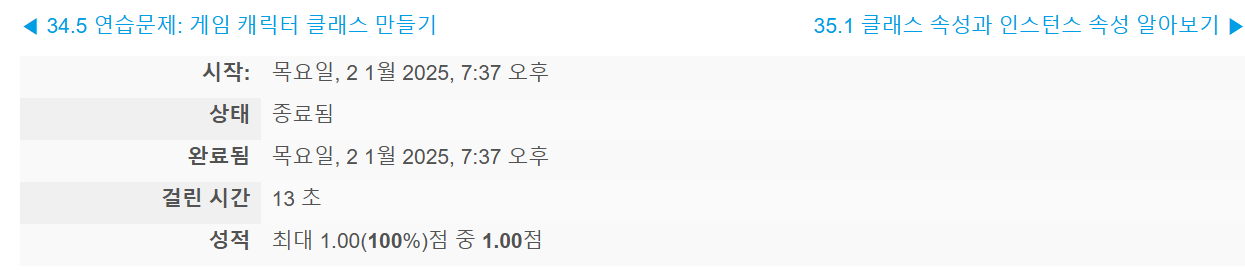 ◀ 34.5 연습문제: 게임 캐릭터 클래스 만들기
35.1 클래스 속성과 인스턴스 속성 알아보기 ▶
시작: 목요일, 2 1월 2025, 7:37 오후
상태 종료됨
완료됨 목요일, 2 1월 2025, 7:37 오후
걸린 시간 13 초
성적 최대 1.00(100%)점 중 1.00점